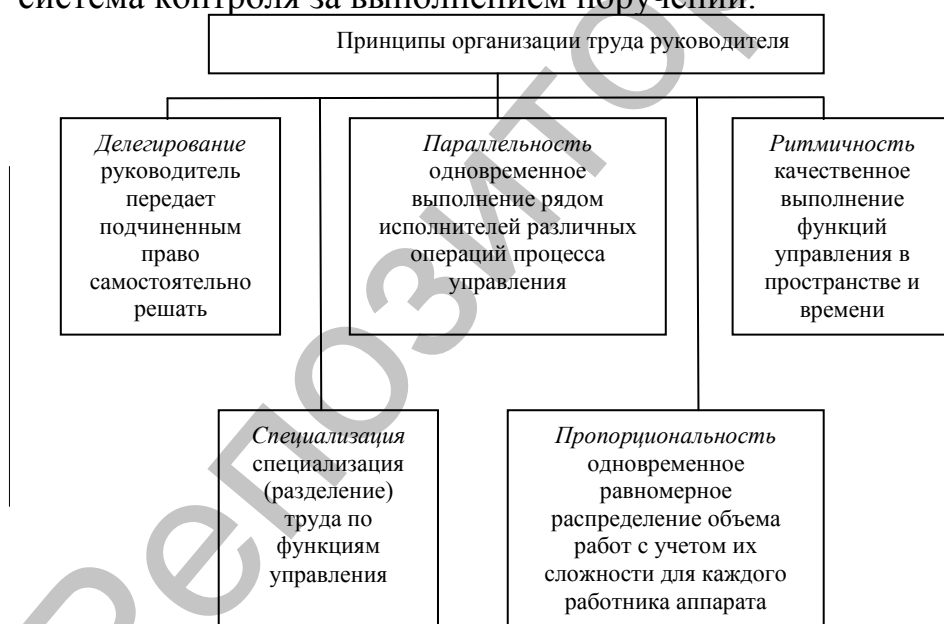 система контроля за выполнением поручений.
Принципы организации труда руководителя
Делегирование
руководитель
передает
подчиненным
право
самостоятельно
решать
Параллельность
одновременное
выполнение рядом
исполнителей различных
операций процесса
управления
Ритмичность
качественное
выполнение
функций
управления в
пространстве и
времени
Специализация
специализация
(разделение)
труда по
функциям
управления
Пропорциональность
одновременное
равномерное
распределение объема
работ с учетом их
сложности для каждого
работника аппарата
Репозитор